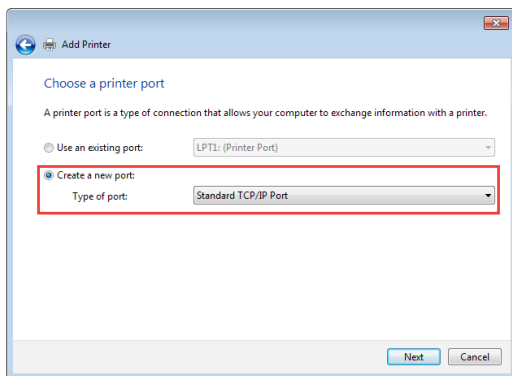 Add Printer
Choose a printer port
A printer port is a type of connection that allows your computer to exchange information with a printer.
Use an existing port: LPT1: (Printer Port)
Create a new port:
Type of port: Standard TCP/IP Port
Next Cancel